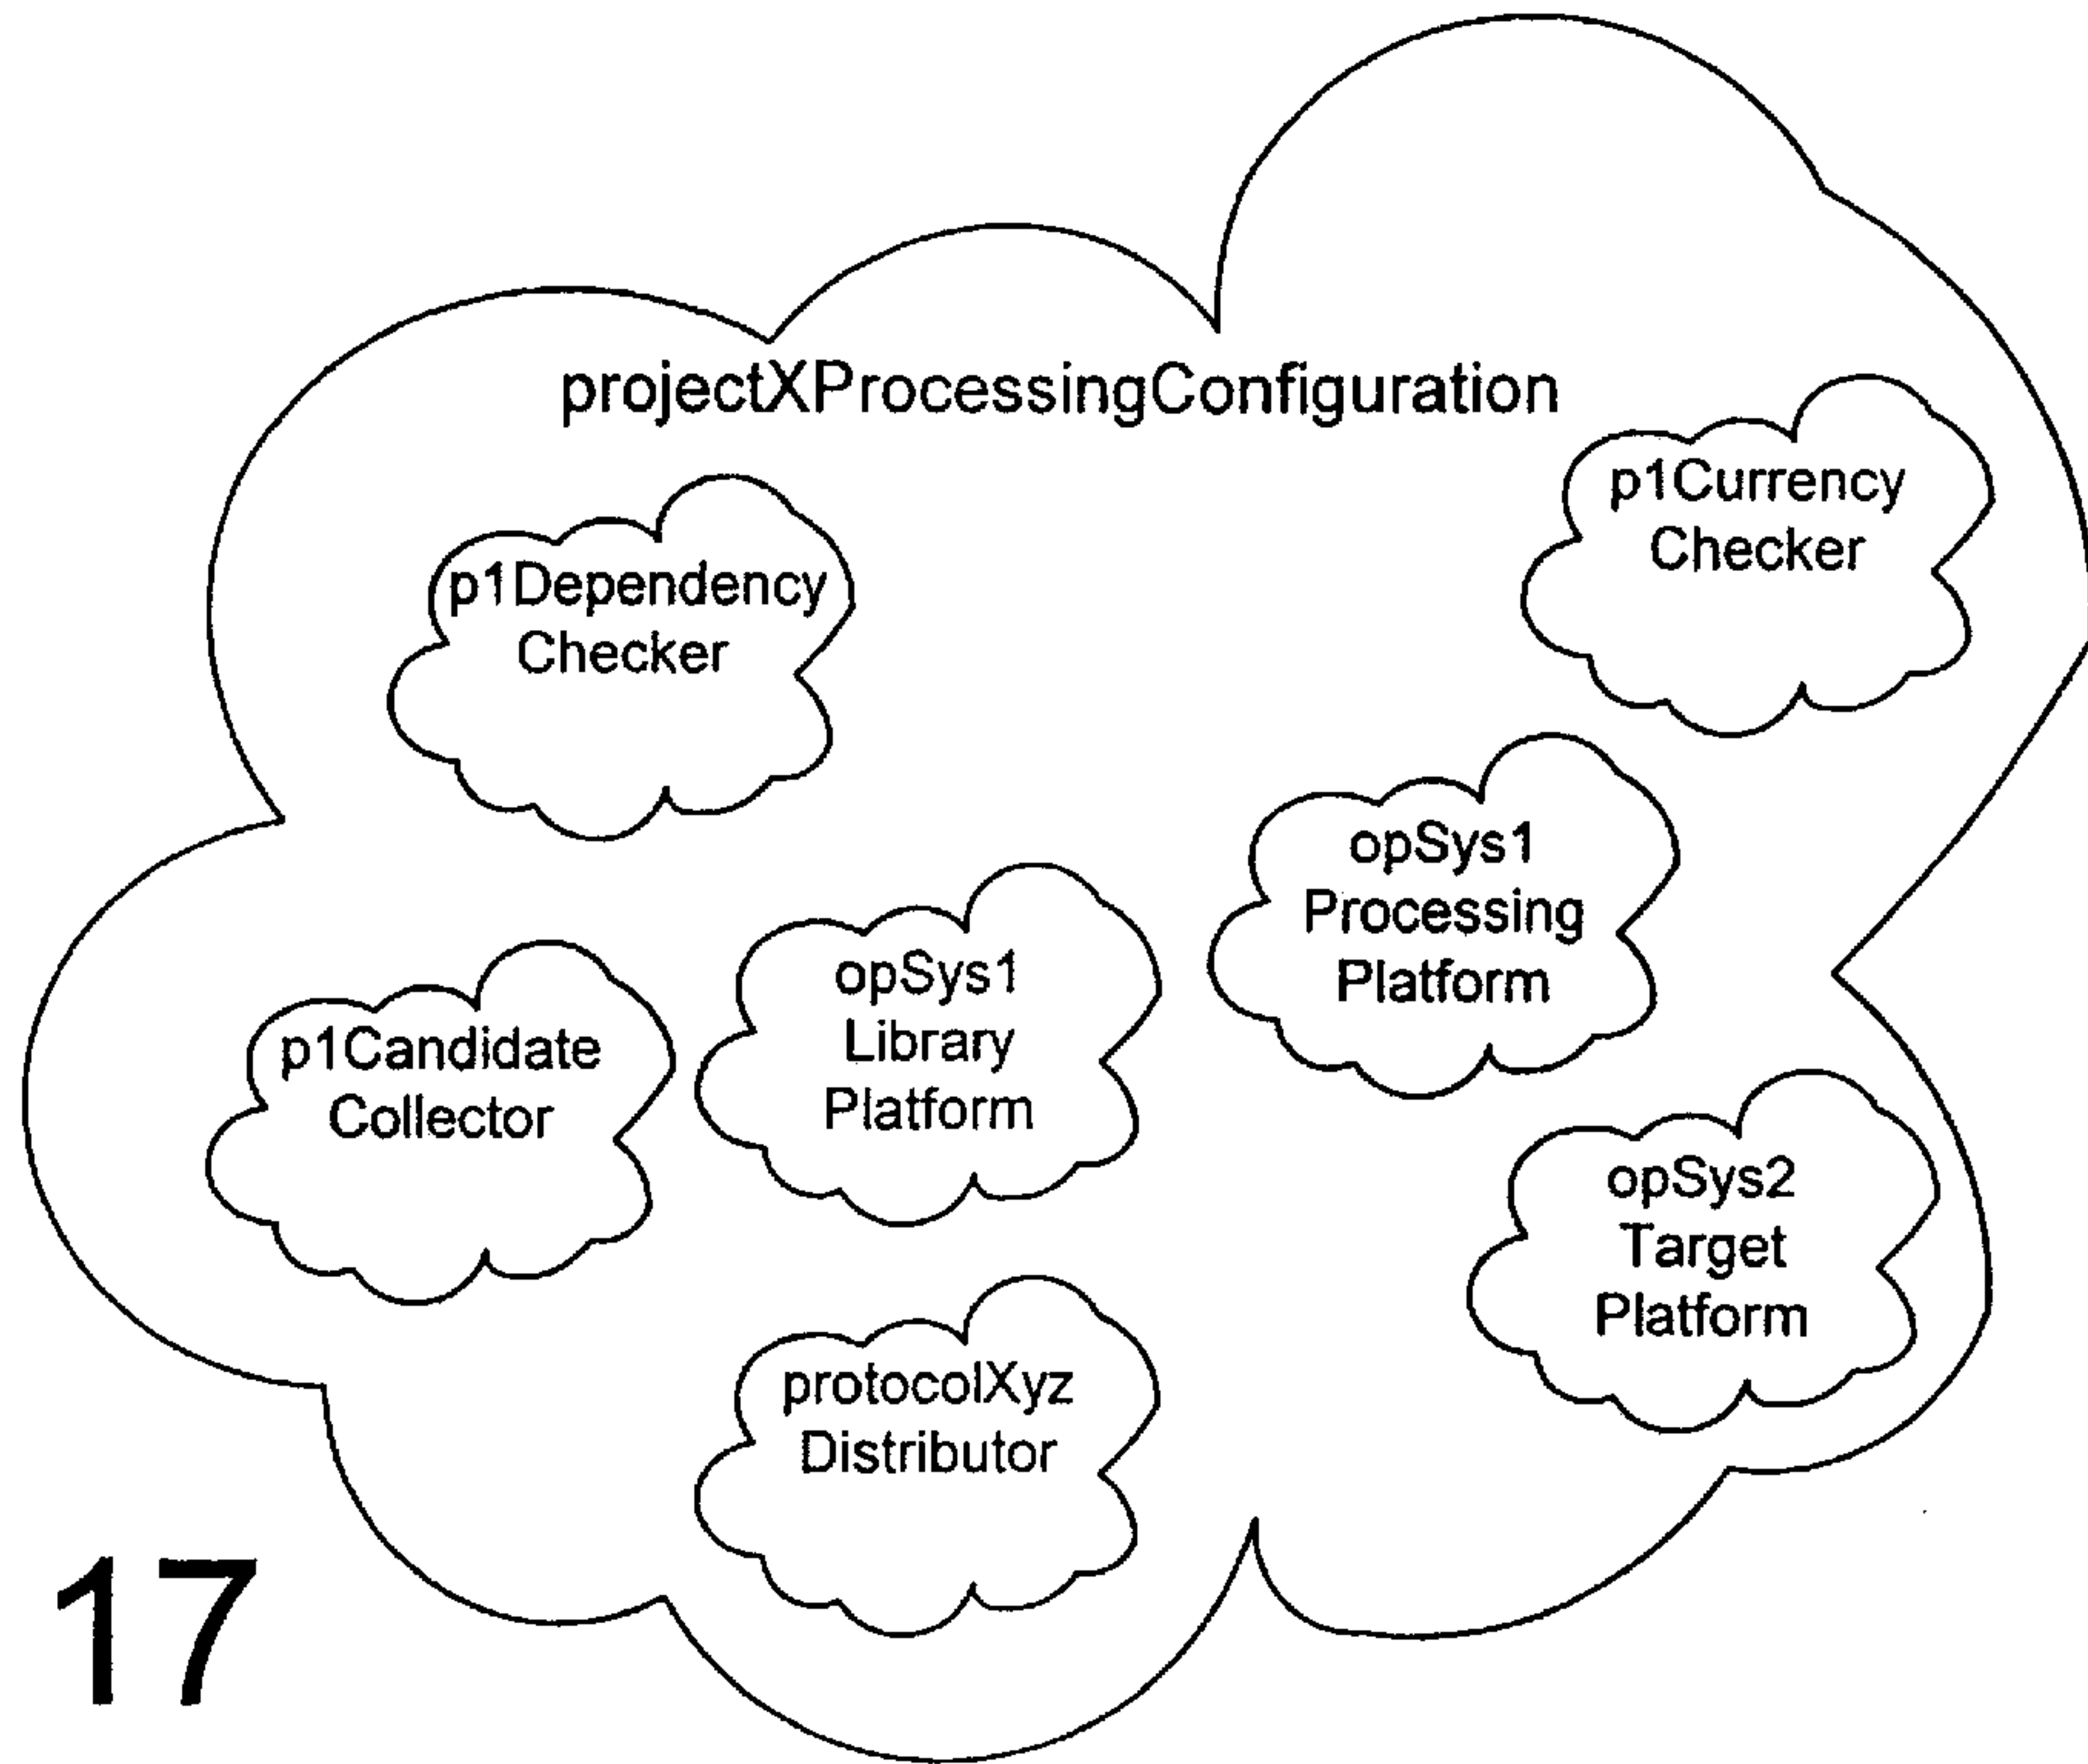 projectXProcessingConfiguration
p1Currency
Checker
p1Dependency
Checker
opSys1
Processing
Platform
opSys1
Library
Platform
p1Candidate
Collector
opSys2
Target
Platform
protocolXyz
Distributor
17